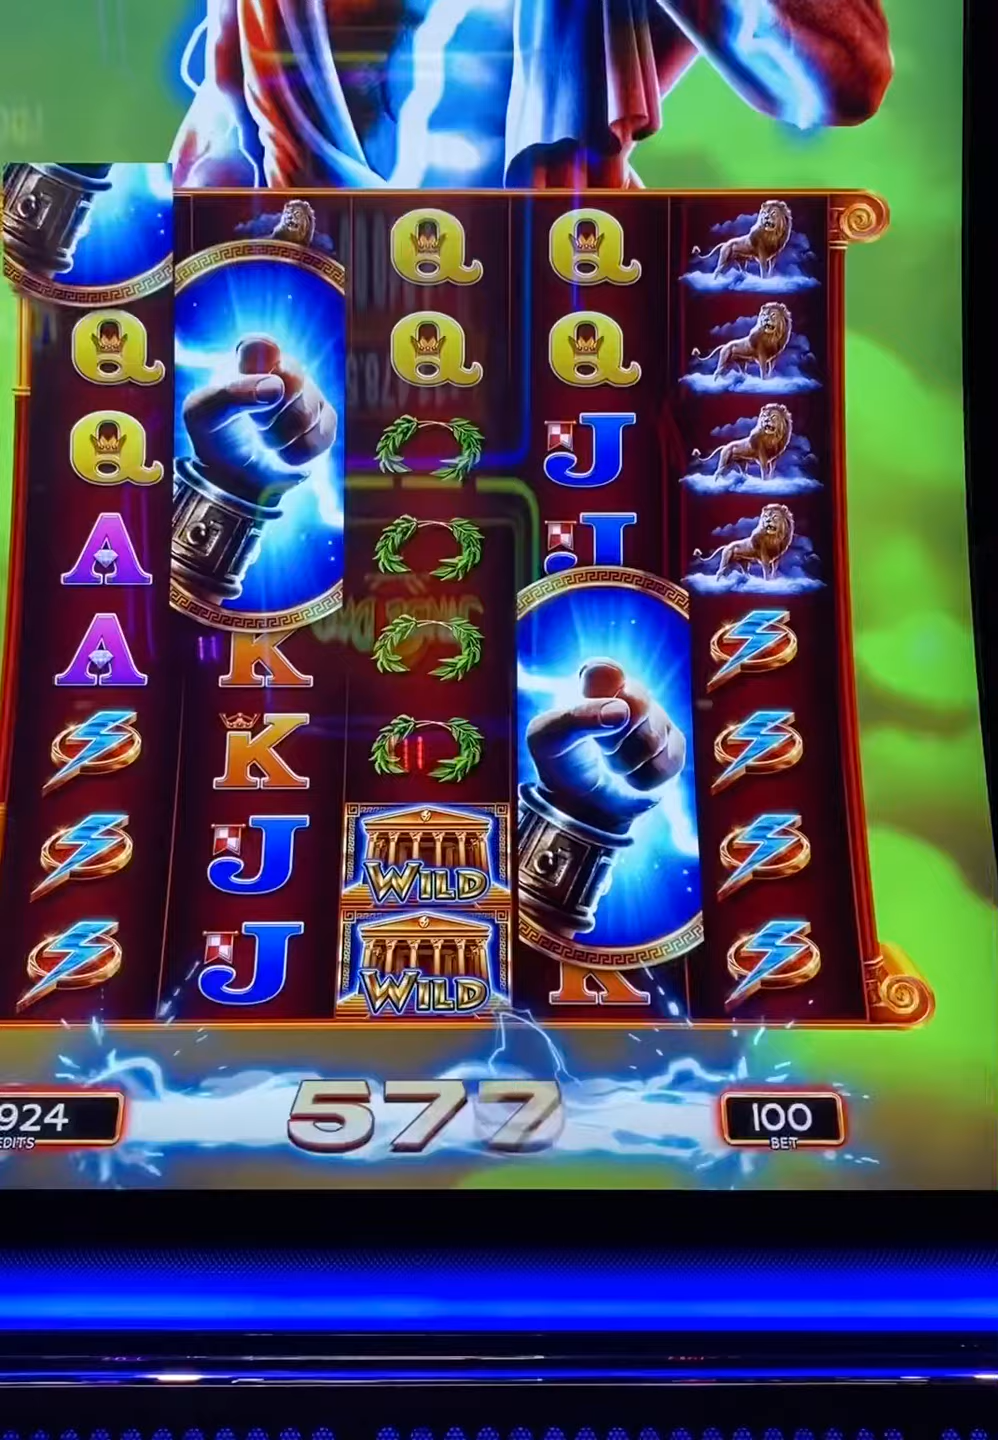 Q Q
Q Q Q
Q J
A J
A K
K
J WILD
J WILD K
577
924 100
EDITS BET